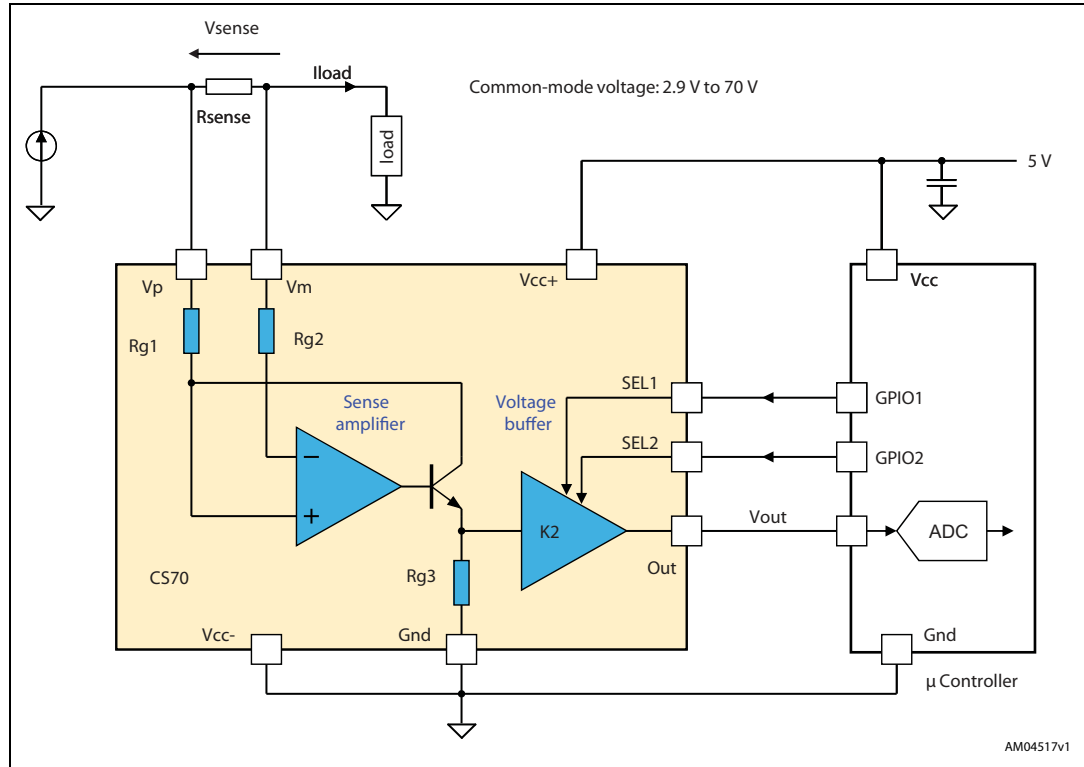 Vsense
Iload
Common-mode voltage: 2.9 V to 70 V
Rsense
load
5 V
Vp
Vm
Vcc+
Vcc
Rg1
Rg2
SEL1
GPIO1
Sense
amplifier
Voltage
buffer
SEL2
GPIO2
−
+
K2
Vout
ADC
Out
CS70
Rg3
Vcc-
Gnd
Gnd
µ Controller
AM04517v1